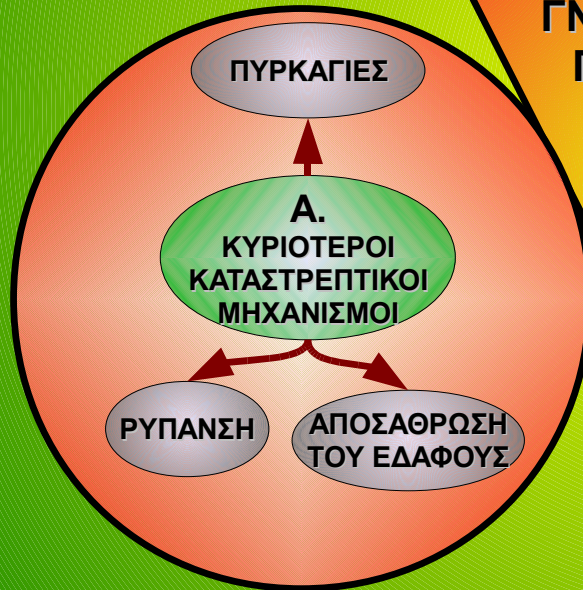 ΠΥΡΚΑΓΙΕΣ
Α.
ΚΥΡΙΟΤΕΡΟΙ
ΚΑΤΑΣΤΡΕΠΤΙΚΟΙ
ΜΗΧΑΝΙΣΜΟΙ
ΡΥΠΑΝΣΗ
ΑΠΟΣΑΘΡΩΣΗ
ΤΟΥ ΕΔΑΦΟΥΣ